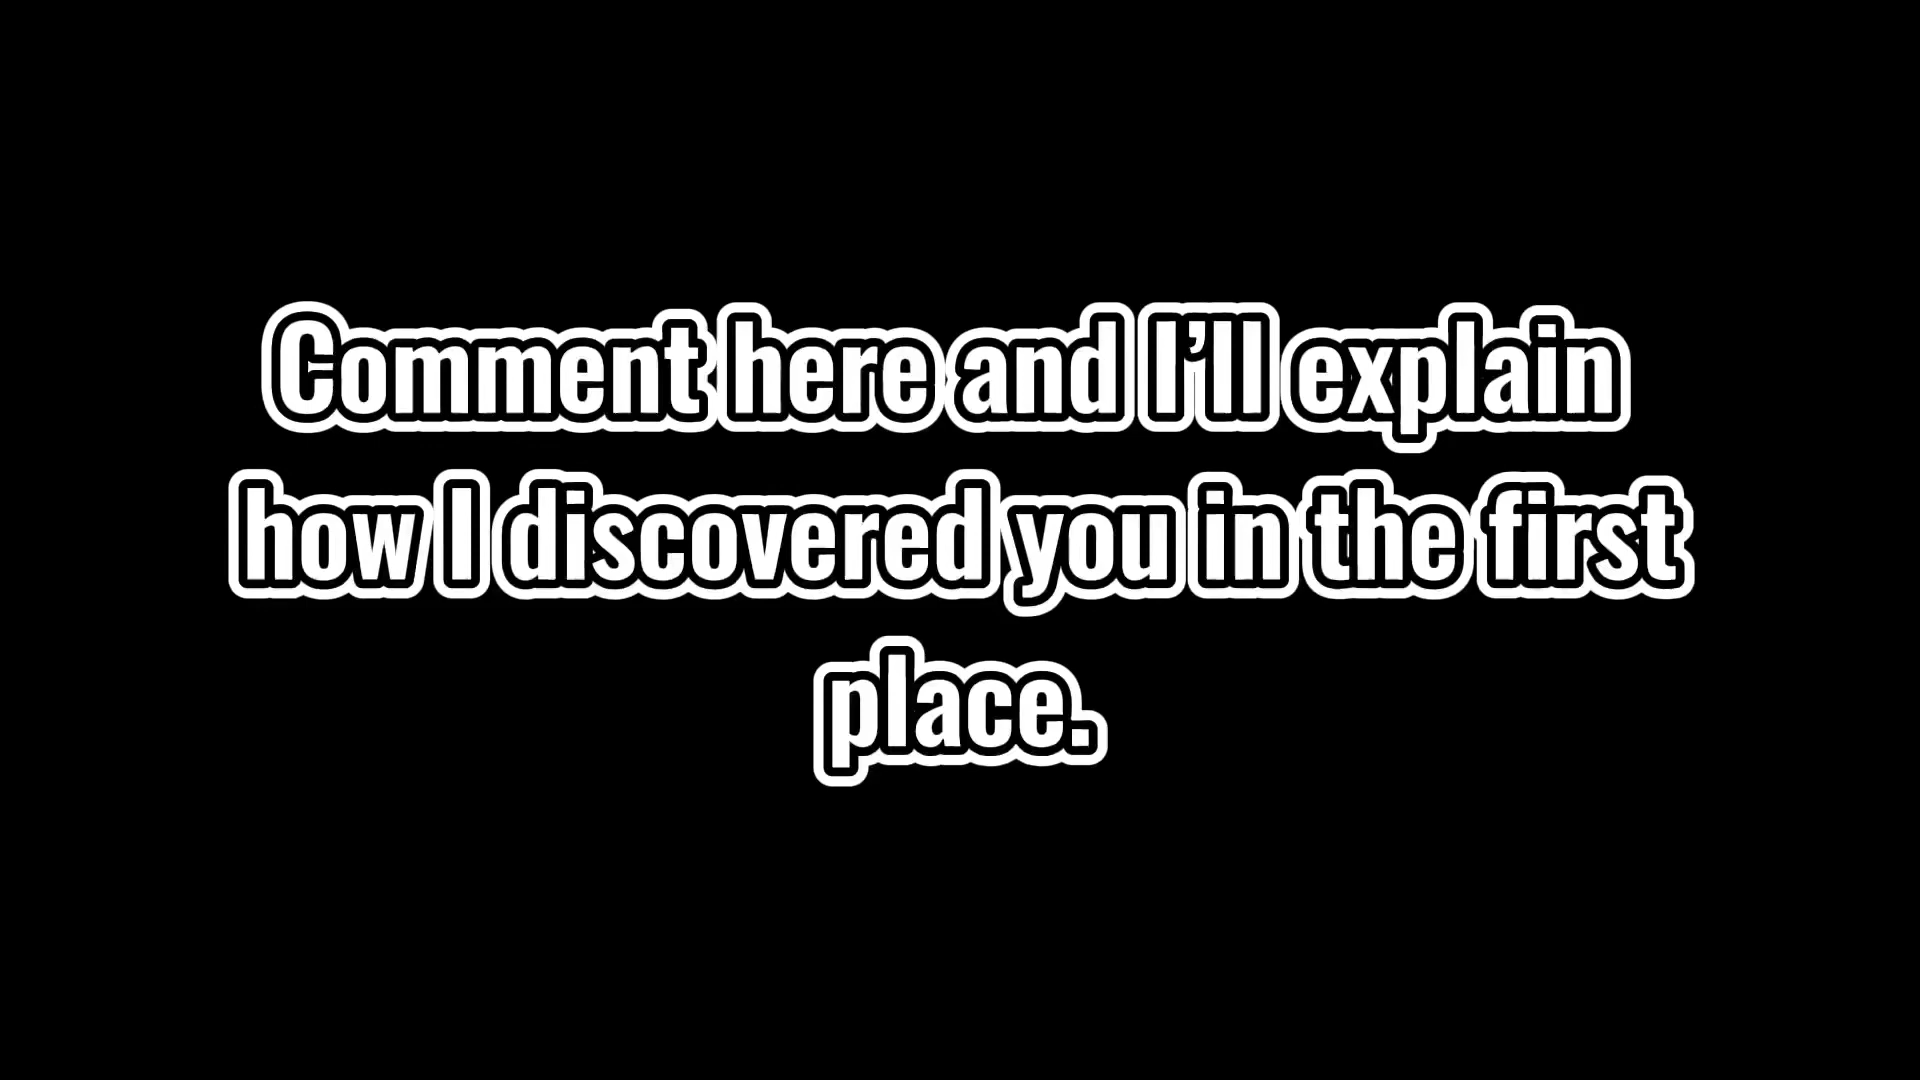 Comment here and I’ll explain
how I discovered you in the first
place.